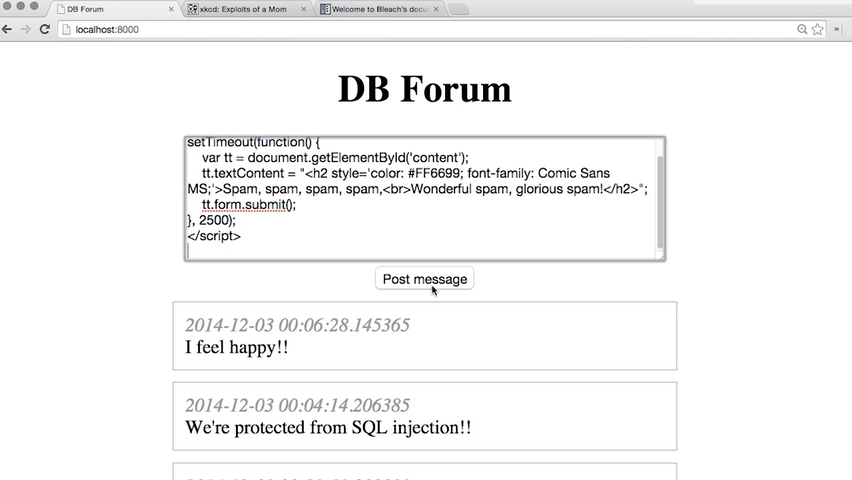 DB Forum
xkcd: Exploits of a Mom
Welcome to Bleach's docu
localhost:8000
DB Forum
setTimeout(function() {
var tt = document.getElementById('content');
tt.textContent = "<h2 style='color: #FF6699; font-family: Comic Sans
MS;'>Spam, spam, spam, spam,<br>Wonderful spam, glorious spam!</h2>";
tt.form.submit();
}, 2500);
</script>
Post message
2014-12-03 00:06:28.145365
I feel happy!!
2014-12-03 00:04:14.206385
We're protected from SQL injection!!